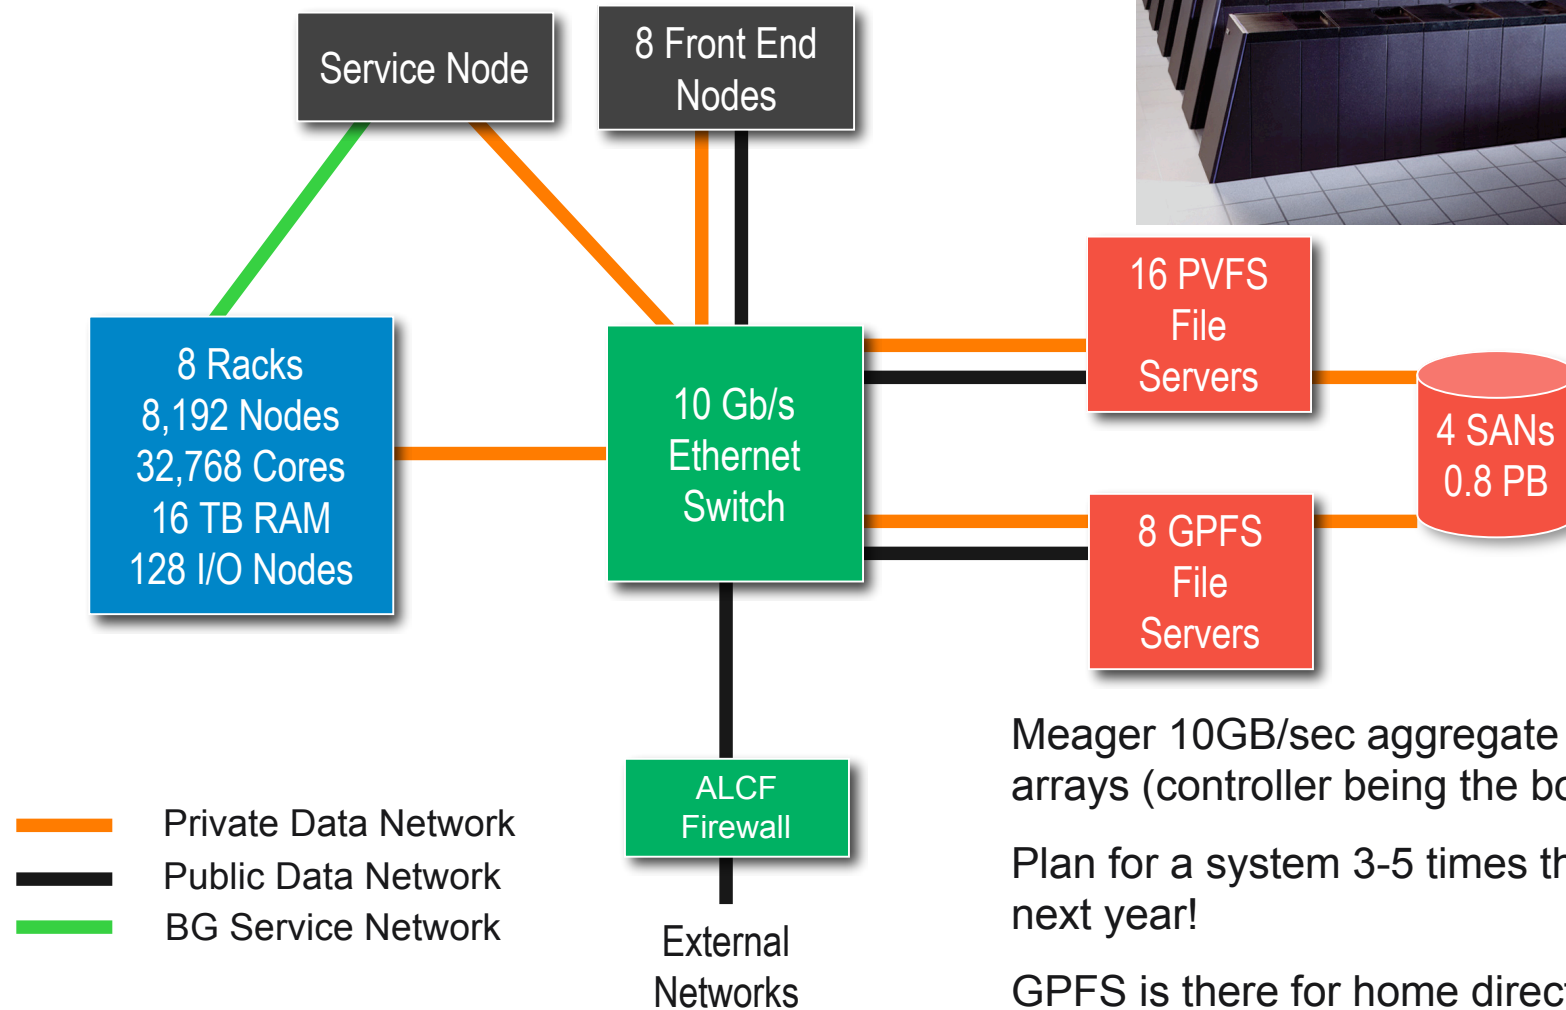 Service Node
8 Front End
Nodes
16 PVFS
File
Servers
8 Racks
8,192 Nodes
32,768 Cores
16 TB RAM
128 I/O Nodes
10 Gb/s
Ethernet
Switch
4 SANs
0.8 PB
8 GPFS
File
Servers
ALCF
Firewall
External
Networks
Private Data Network
Public Data Network
BG Service Network
Meager 10GB/sec aggregate
arrays (controller being the
Plan for a system 3-5 times
next year!
GPFS is there for home